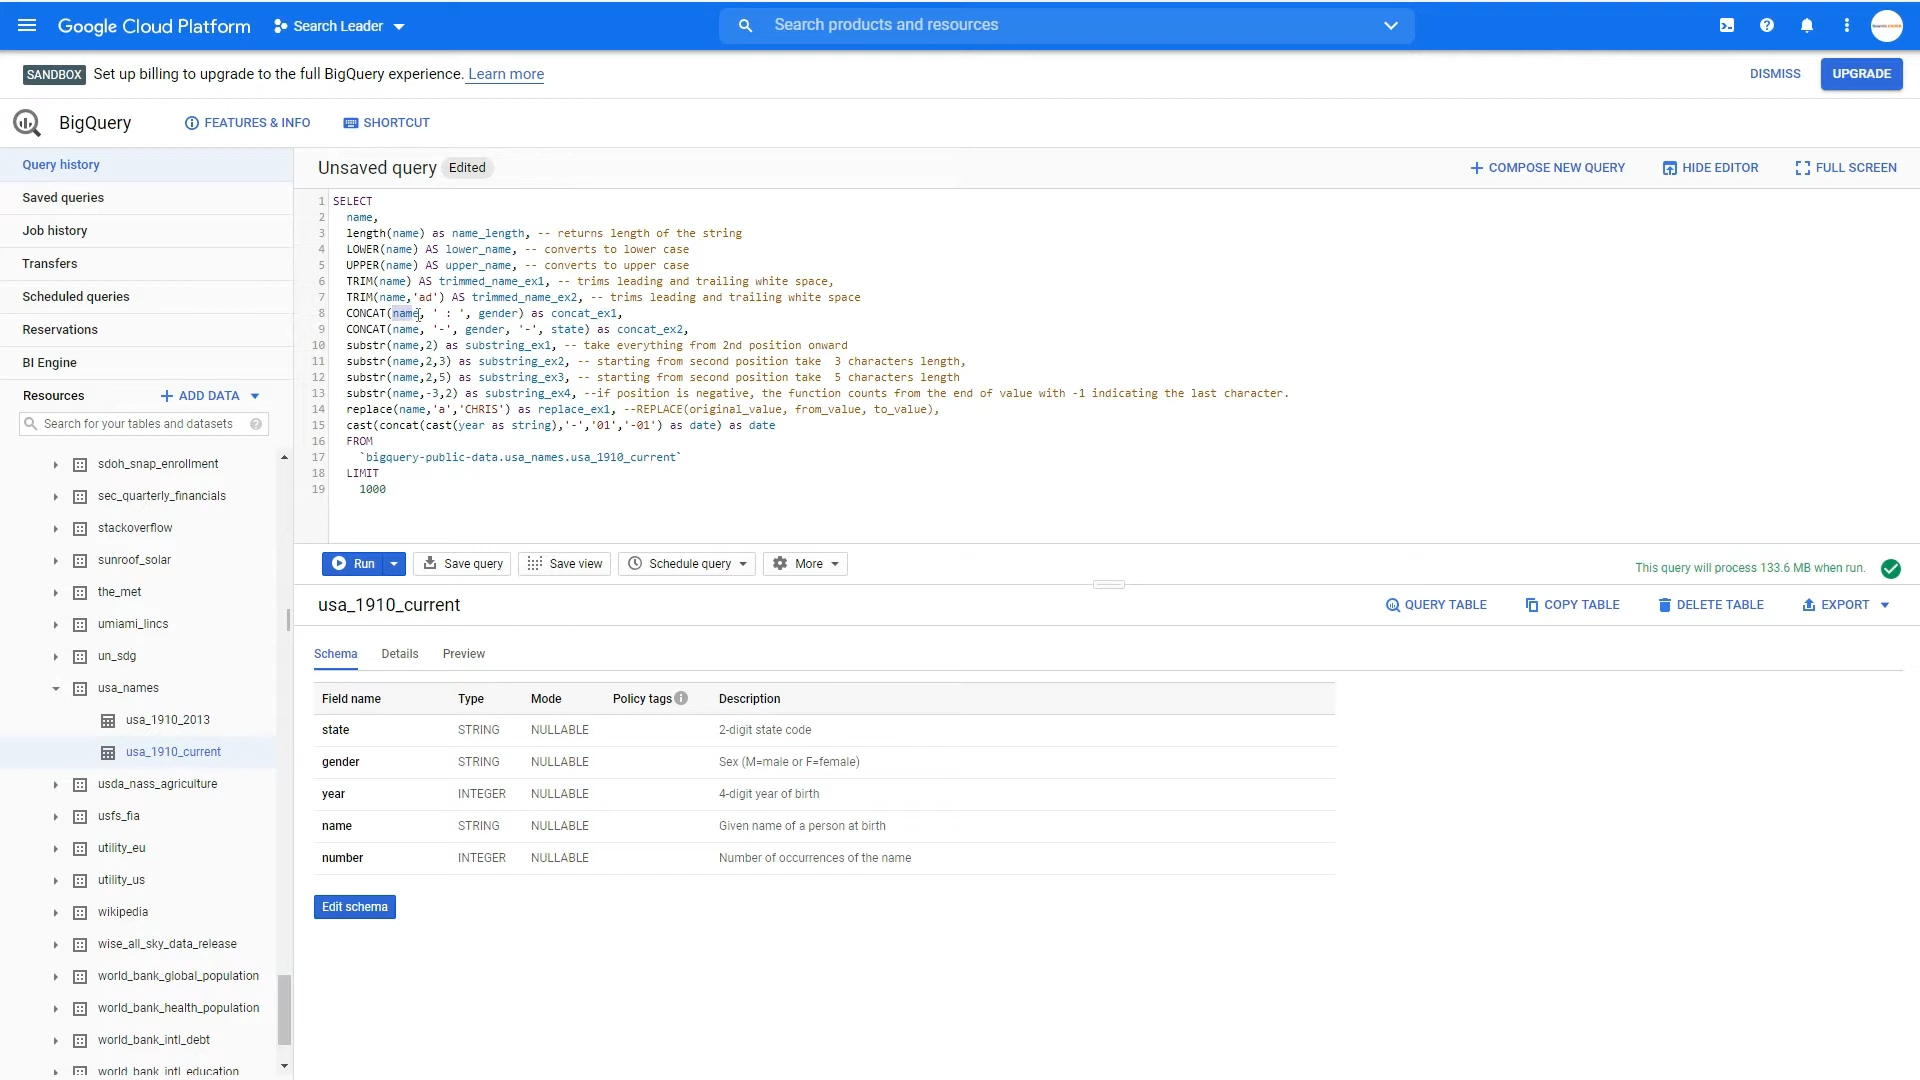 Google Cloud Platform
Search Leader
Search products and resources
SANDBOX Set up billing to upgrade to the full BigQuery experience. Learn more
DISMISS
UPGRADE
BigQuery
FEATURES & INFO
SHORTCUT
Query history
Saved queries
Job history
Transfers
Scheduled queries
Reservations
BI Engine
Resources
ADD DATA
Search for your tables and datasets
sdoh_snap_enrollment
sec_quarterly_financials
stackoverflow
sunroof_solar
the_met
umiami_lincs
un_sdg
usa_names
usa_1910_2013
usa_1910_current
usda_nass_agriculture
usfs_fia
utility_eu
utility_us
wikipedia
wise_all_sky_data_release
world_bank_global_population
world_bank_health_population
world_bank_intl_debt
world_bank_intl_education
Unsaved query Edited
COMPOSE NEW QUERY
HIDE EDITOR
FULL SCREEN
1 SELECT
2 name,
3 length(name) as name_length, -- returns length of the string
4 LOWER(name) AS lower_name, -- converts to lower case
5 UPPER(name) AS upper_name, -- converts to upper case
6 TRIM(name) AS trimmed_name_ex1, -- trims leading and trailing white space,
7 TRIM(name,'ad') AS trimmed_name_ex2, -- trims leading and trailing white space
8 CONCAT(name, ' : ', gender) as concat_ex1,
9 CONCAT(name, '-', gender, '-', state) as concat_ex2,
10 substr(name,2) as substring_ex1, -- take everything from 2nd position onward
11 substr(name,2,3) as substring_ex2, -- starting from second position take  3 characters length,
12 substr(name,2,5) as substring_ex3, -- starting from second position take  5 characters length
13 substr(name,-3,2) as substring_ex4, --if position is negative, the function counts from the end of value with -1 indicating the last character.
14 replace(name,'a','CHRIS') as replace_ex1, --REPLACE(original_value, from_value, to_value),
15 cast(concat(cast(year as string),'-','01','-01') as date) as date
16 FROM
17 `bigquery-public-data.usa_names.usa_1910_current`
18 LIMIT
19 1000
Run
Save query
Save view
Schedule query
More
This query will process 133.6 MB when run.
usa_1910_current
QUERY TABLE
COPY TABLE
DELETE TABLE
EXPORT
Schema Details Preview
Field name Type Mode Policy tags Description
state STRING NULLABLE 2-digit state code
gender STRING NULLABLE Sex (M=male or F=female)
year INTEGER NULLABLE 4-digit year of birth
name STRING NULLABLE Given name of a person at birth
number INTEGER NULLABLE Number of occurrences of the name
Edit schema